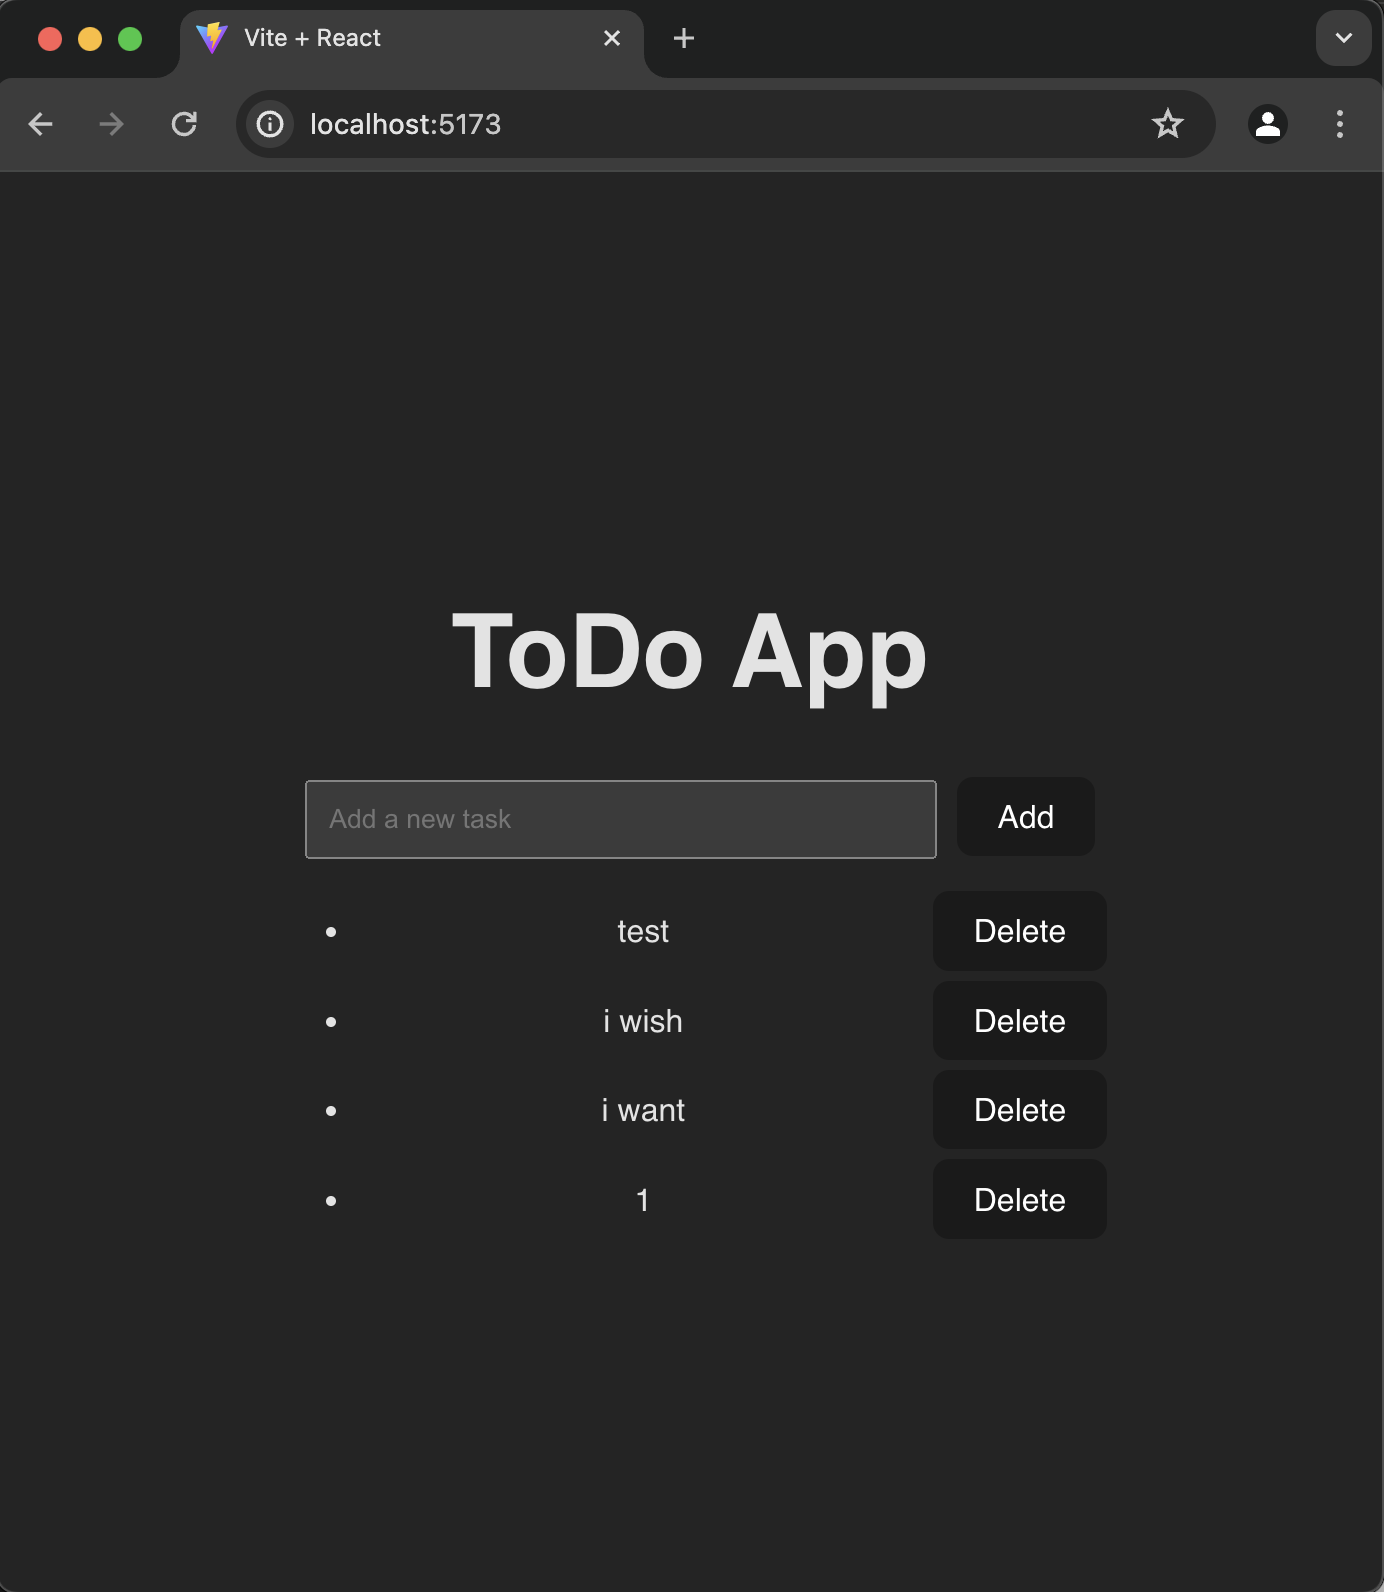 Vite + React
localhost:5173
ToDo App
Add a new task
Add
• test Delete
• i wish Delete
• i want Delete
• 1 Delete